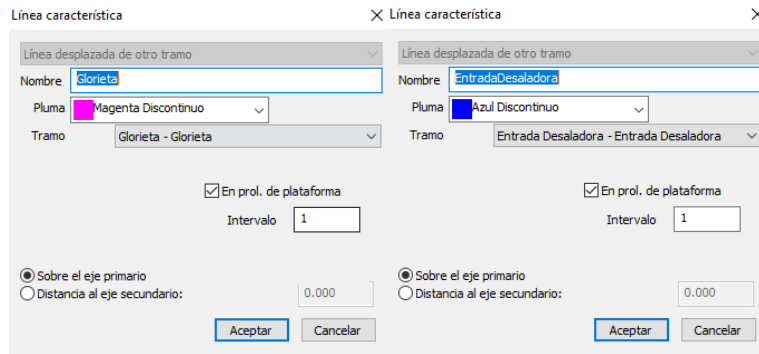 Línea característica
Línea desplazada de otro tramo
Nombre Glorieta
Pluma Magenta Discontinuo
Tramo Glorieta - Glorieta
En prol. de plataforma
Intervalo 1
Sobre el eje primario
Distancia al eje secundario: 0.000
Aceptar Cancelar
Línea característica
Línea desplazada de otro tramo
Nombre EntradaDesaladora
Pluma Azul Discontinuo
Tramo Entrada Desaladora - Entrada Desaladora
En prol. de plataforma
Intervalo 1
Sobre el eje primario
Distancia al eje secundario: 0.000
Aceptar Cancelar